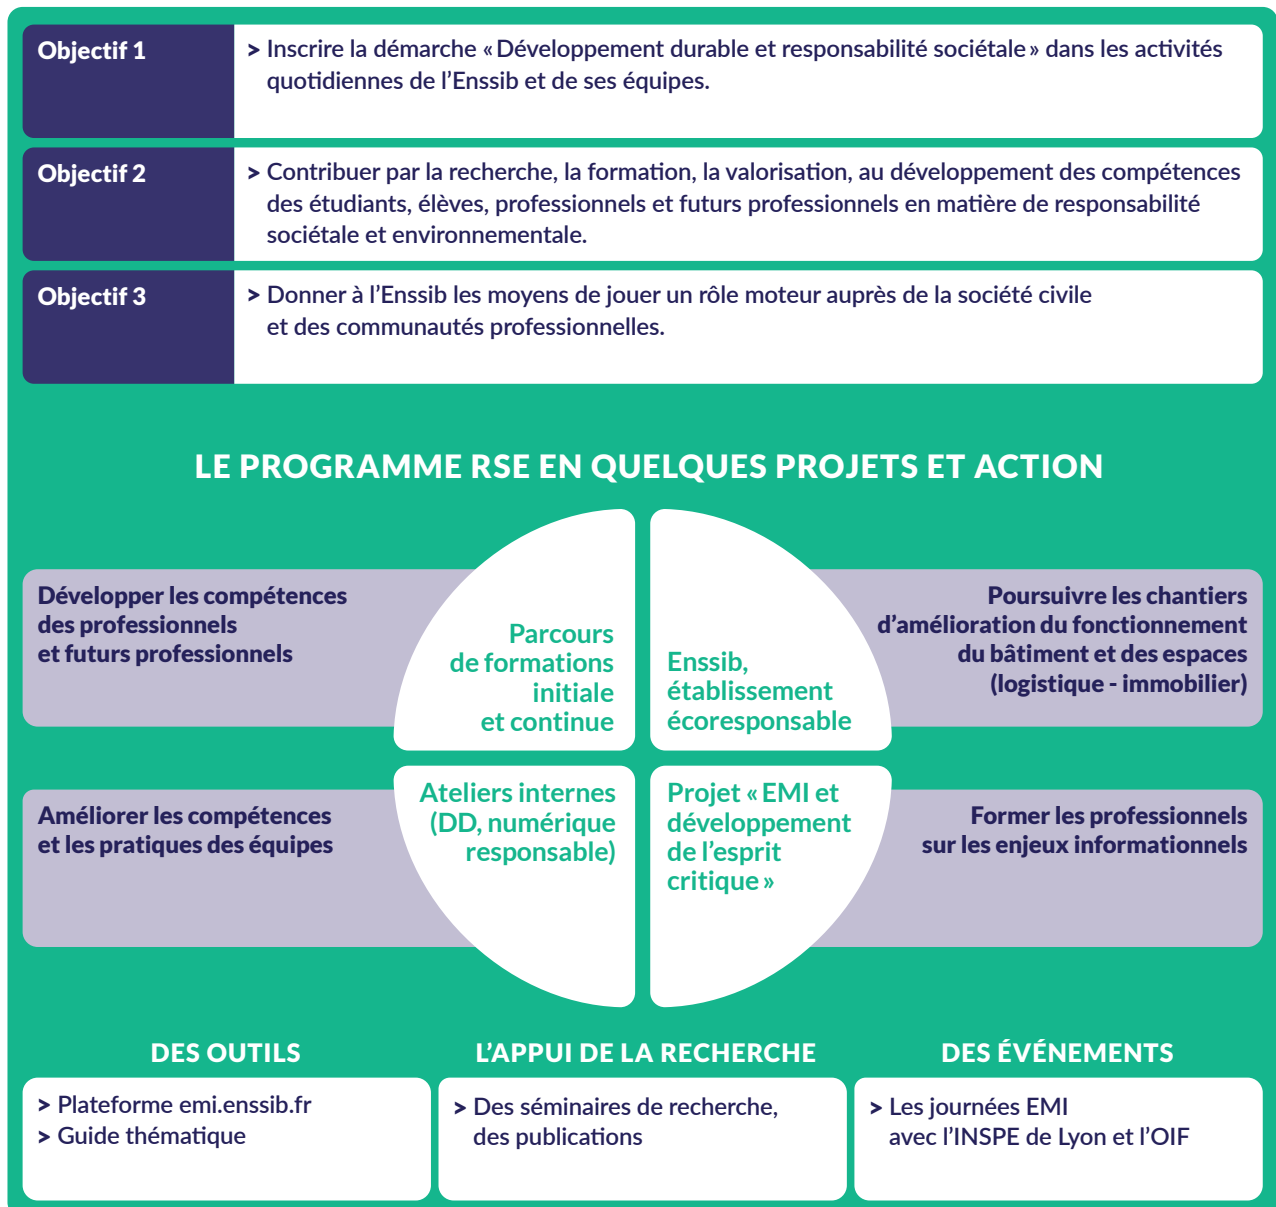 Objectif 1
> Inscrire la démarche « Développement durable et responsabilité sociétale » dans les activités
quotidiennes de l'Enssib et de ses équipes.
Objectif 2
> Contribuer par la recherche, la formation, la valorisation, au développement des compétences
des étudiants, élèves, professionnels et futurs professionnels en matière de responsabilité
sociétale et environnementale.
Objectif 3
> Donner à l'Enssib les moyens de jouer un rôle moteur auprès de la société civile
et des communautés professionnelles.
LE PROGRAMME RSE EN QUELQUES PROJETS ET ACTION
Développer les compétences
des professionnels
et futurs professionnels
Parcours
de formations
initiale
et continue
Enssib,
établissement
écoresponsable
Poursuivre les chantiers
d'amélioration du fonctionnement
du bâtiment et des espaces
(logistique - immobilier)
Améliorer les compétences
et les pratiques des équipes
Ateliers internes
(DD, numérique
responsable)
Projet « EMI et
développement
de l'esprit
critique »
Former les professionnels
sur les enjeux informationnels
DES OUTILS
> Plateforme emi.enssib.fr
> Guide thématique
L'APPUI DE LA RECHERCHE
> Des séminaires de recherche,
des publications
DES ÉVÉNEMENTS
> Les journées EMI
avec l'INSPE de Lyon et l'OIF